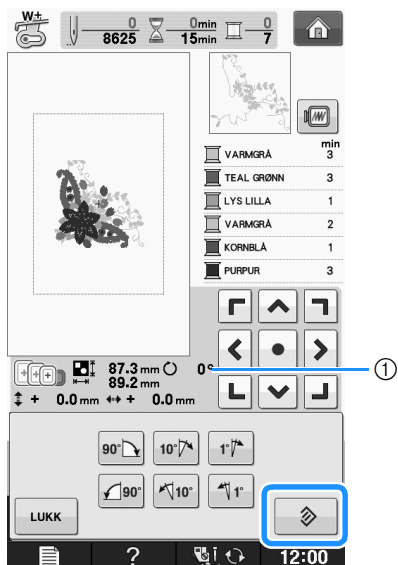 W±
0 0min 0
8625 15min 7
min
VARMGRÅ 3
TEAL GRØNN 3
LYS LILLA 1
VARMGRÅ 2
KORNBLÅ 1
PURPUR 3
87.3 mm 0°
89.2 mm
+ 0.0 mm + 0.0 mm
①
90° 10° 1°
90° 10° 1°
LUKK
? 12:00